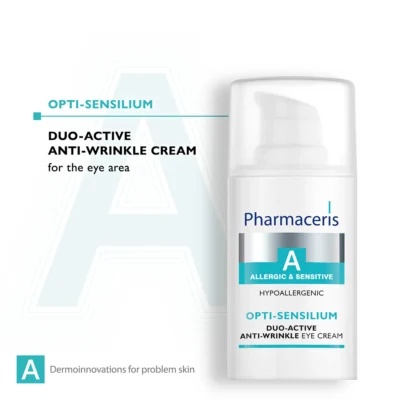 OPTI-SENSILIUM
DUO-ACTIVE
ANTI-WRINKLE CREAM
for the eye area
A
Dermoinnovations for problem skin
Pharmaceris
A
ALLERGIC & SENSITIVE
HYPOALLERGENIC
OPTI-SENSILIUM
DUO-ACTIVE
ANTI-WRINKLE EYE CREAM
A